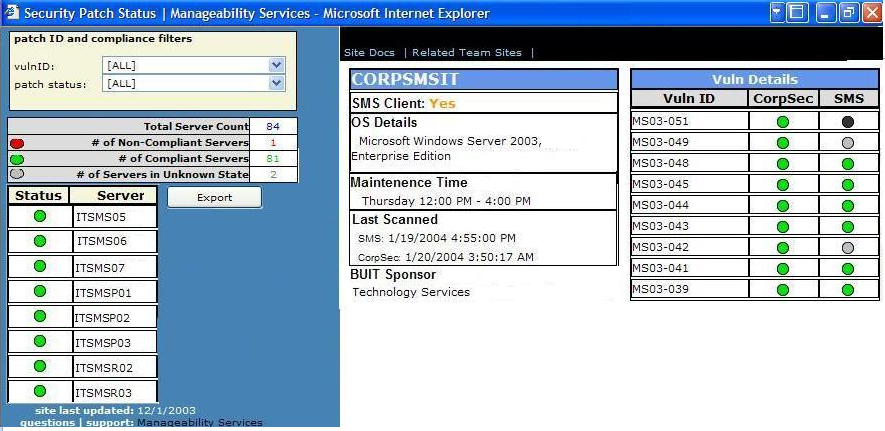 Security Patch Status | Manageability Services - Microsoft Internet Explorer
patch ID and compliance filters
vulnID: [ALL]
patch status: [ALL]
Total Server Count 84
# of Non-Compliant Servers 1
# of Compliant Servers 81
# of Servers in Unknown State 2
Status Server
Export
ITSMS05
ITSMS06
ITSMS07
ITSMSP01
ITSMSP02
ITSMSP03
ITSMSR02
ITSMSR03
site last updated: 12/1/2003
questions | support: Manageability Services
Site Docs | Related Team Sites |
CORPSMSIT
SMS Client: Yes
OS Details
Microsoft Windows Server 2003,
Enterprise Edition
Maintenence Time
Thursday 12:00 PM - 4:00 PM
Last Scanned
SMS: 1/19/2004 4:55:00 PM
CorpSec: 1/20/2004 3:50:17 AM
BUIT Sponsor
Technology Services
Vuln Details
Vuln ID CorpSec SMS
MS03-051
MS03-049
MS03-048
MS03-045
MS03-044
MS03-043
MS03-042
MS03-041
MS03-039